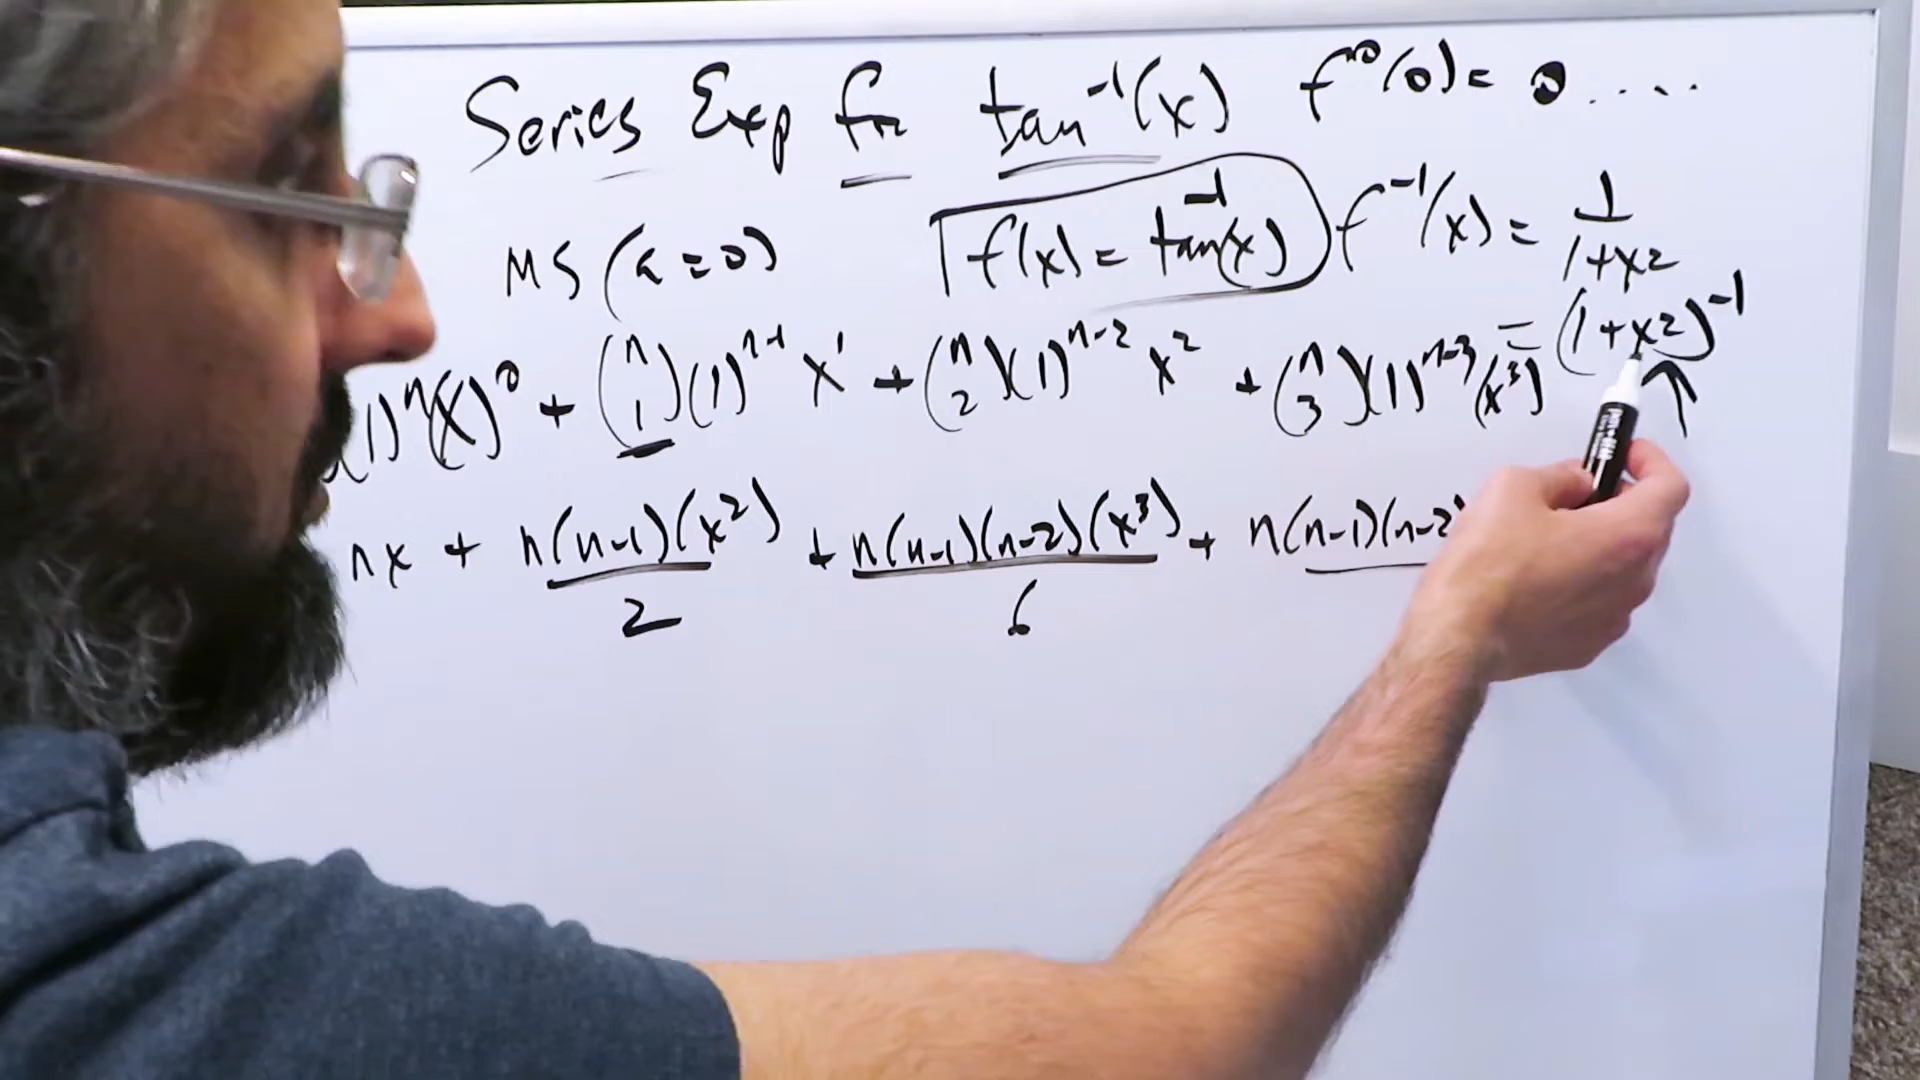 Series Exp for tan⁻¹(x) f¹⁰(0) = 0 .....
MS (a=0) f(x) = tan⁻¹(x) f⁻¹(x) = 1/(1+x2)
= (1+x2)⁻¹
(1)ⁿ(x)⁰ + (n 1)(1)ⁿ⁻¹ x¹ + (n 2)(1)ⁿ⁻² x² + (n 3)(1)ⁿ⁻³ (x³)
nx + n(n-1)(x²)/2 + n(n-1)(n-2)(x³)/6 + n(n-1)(n-2)